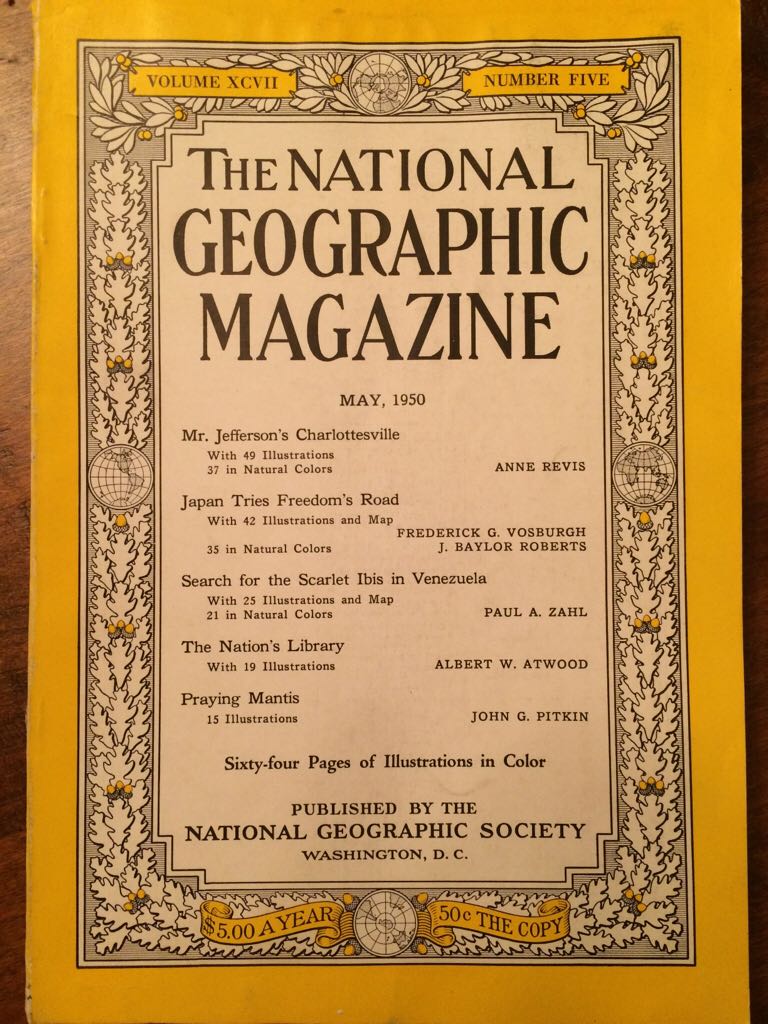 VOLUME XCVII
NUMBER FIVE
THE NATIONAL
GEOGRAPHIC
MAGAZINE
MAY, 1950
Mr. Jefferson's Charlottesville
With 49 Illustrations
37 in Natural Colors
ANNE REVIS
Japan Tries Freedom's Road
With 42 Illustrations and Map
FREDERICK G. VOSBURGH
35 in Natural Colors
J. BAYLOR ROBERTS
Search for the Scarlet Ibis in Venezuela
With 25 Illustrations and Map
21 in Natural Colors
PAUL A. ZAHL
The Nation's Library
With 19 Illustrations
ALBERT W. ATWOOD
Praying Mantis
15 Illustrations
JOHN G. PITKIN
Sixty-four Pages of Illustrations in Color
PUBLISHED BY THE
NATIONAL GEOGRAPHIC SOCIETY
WASHINGTON, D. C.
$5.00 A YEAR
50c THE COPY